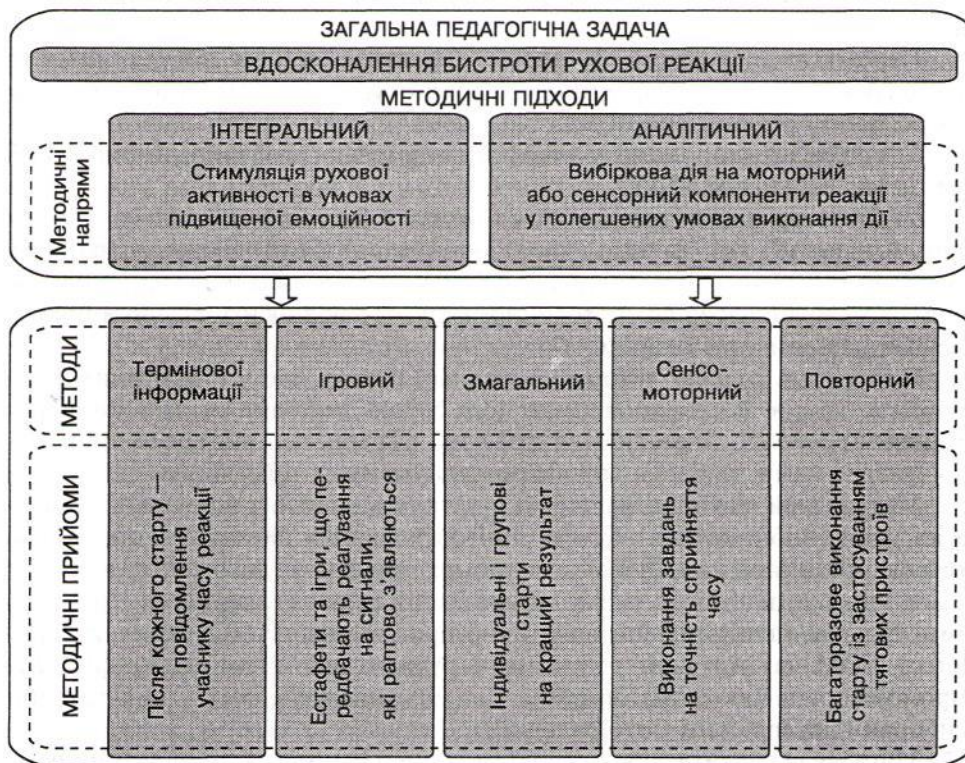 ЗАГАЛЬНА ПЕДАГОГІЧНА ЗАДАЧА
ВДОСКОНАЛЕННЯ БИСТРОТИ РУХОВОЇ РЕАКЦІЇ
МЕТОДИЧНІ ПІДХОДИ
Методичні
напрями
ІНТЕГРАЛЬНИЙ
Стимуляція рухової
активності в умовах
підвищеної емоційності
АНАЛІТИЧНИЙ
Вибіркова дія на моторний
або сенсорний компоненти реакції
у полегшених умовах виконання дії
МЕТОДИ
Термінової
інформації
Ігровий
Змагальний
Сенсо-
моторний
Повторний
МЕТОДИЧНІ ПРИЙОМИ
Після кожного старту —
повідомлення
учаснику часу реакції
Естафети та ігри, що пе-
редбачають реагування
на сигнали,
які раптово з'являються
Індивідуальні і групові
старти
на кращий результат
Виконання завдань
на точність сприйняття
часу
Багаторазове виконання
старту із застосуванням
тягових пристроїв